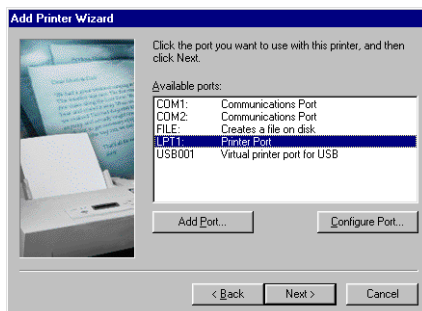 Add Printer Wizard
Click the port you want to use with this printer, and then
click Next.
Available ports:
COM1: Communications Port
COM2: Communications Port
FILE: Creates a file on disk
LPT1: Printer Port
USB001 Virtual printer port for USB
Add Port...
Configure Port...
< Back
Next >
Cancel